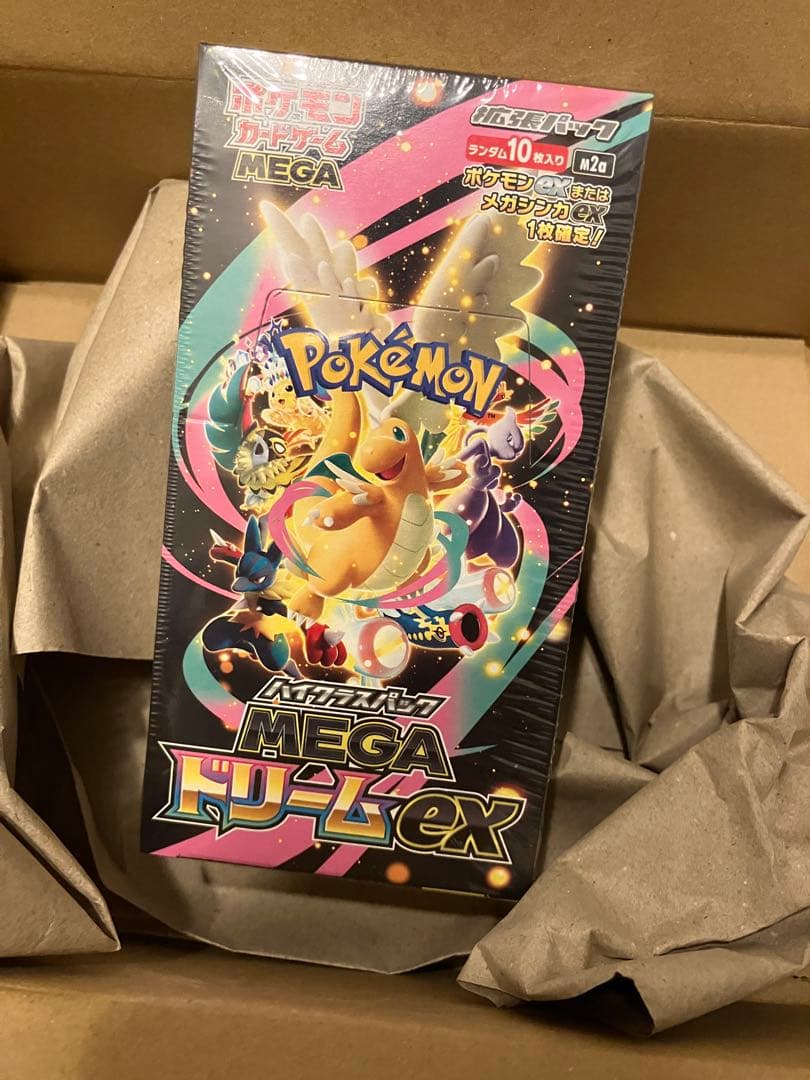 ポケモン
カードゲーム
MEGA
拡張パック
ランダム10枚入り M2a
ポケモンexまたは
メガシンカex
1枚確定!
POKéMON
TM
ハイクラスパック
MEGA
ドリームex